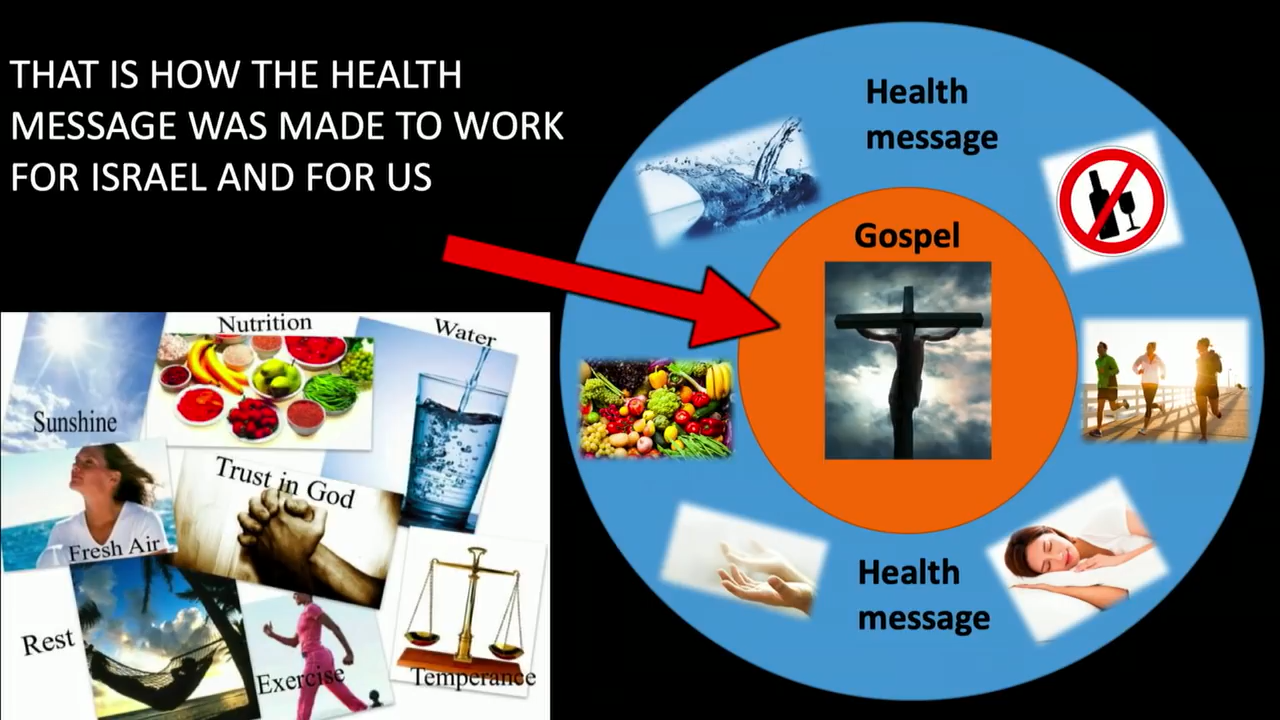 THAT IS HOW THE HEALTH
MESSAGE WAS MADE TO WORK
FOR ISRAEL AND FOR US
Health
message
Gospel
Health
message
Nutrition
Water
Sunshine
Trust in God
Fresh Air
Rest
Exercise
Temperance